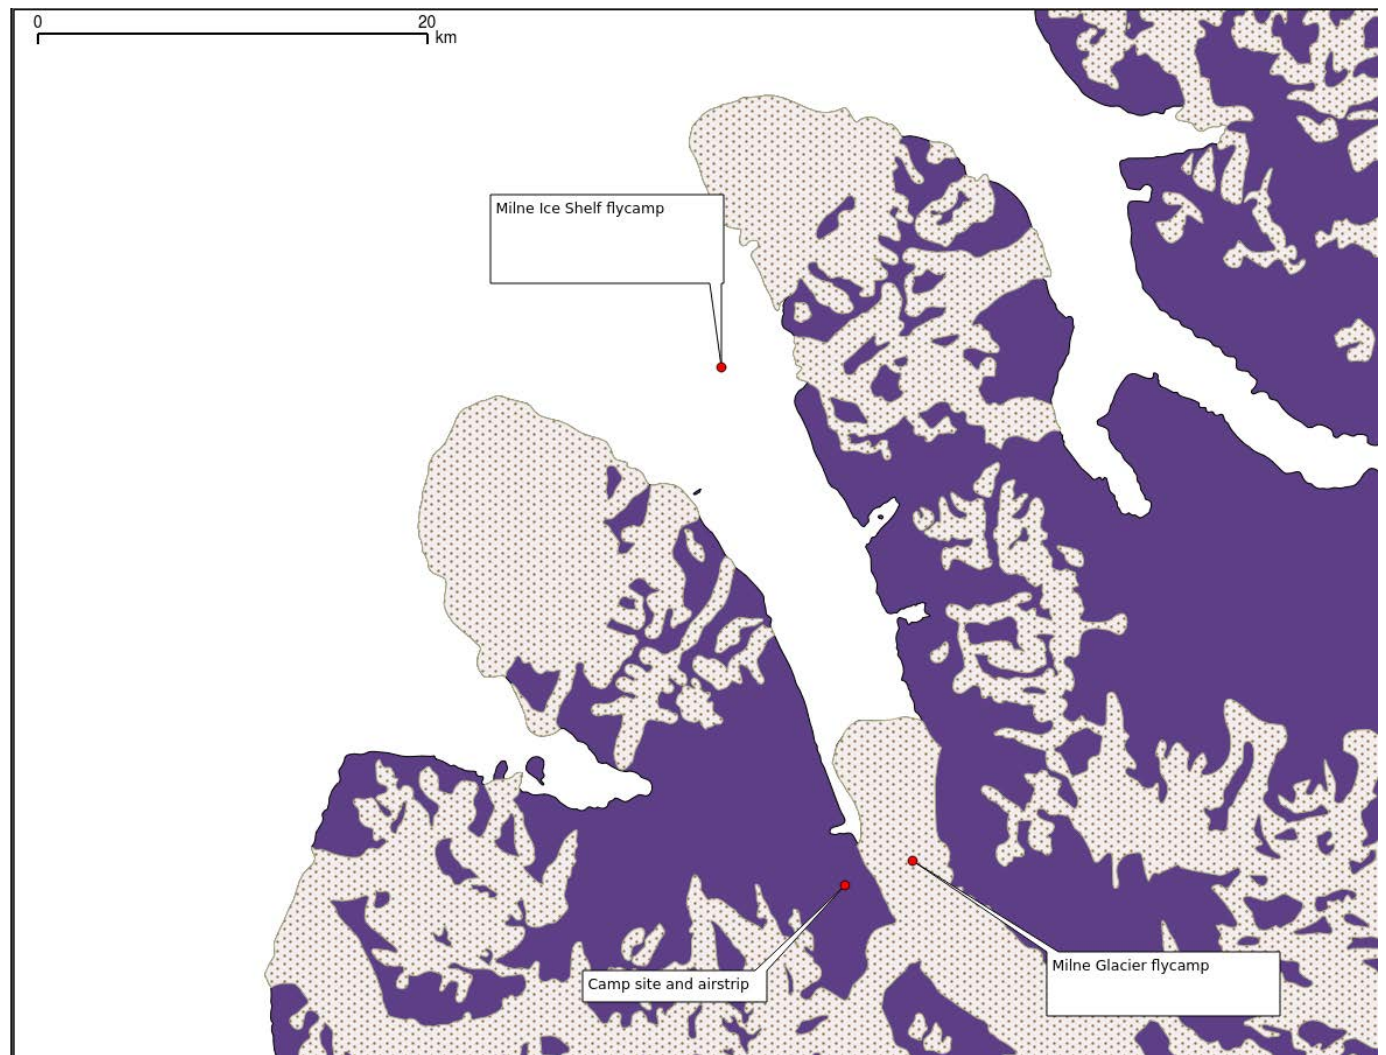 0 20
km
Milne Ice Shelf flycamp
Camp site and airstrip
Milne Glacier flycamp